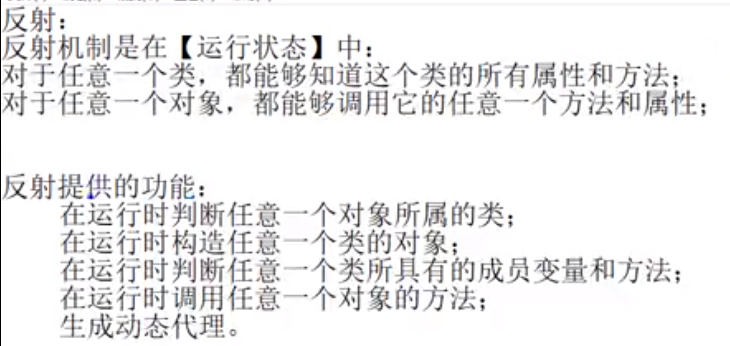 反射：
反射机制是在【运行状态】中：
对于任意一个类，都能够知道这个类的所有属性和方法；
对于任意一个对象，都能够调用它的任意一个方法和属性；
反射提供的功能：
在运行时判断任意一个对象所属的类；
在运行时构造任意一个类的对象；
在运行时判断任意一个类所具有的成员变量和方法；
在运行时调用任意一个对象的方法；
生成动态代理。